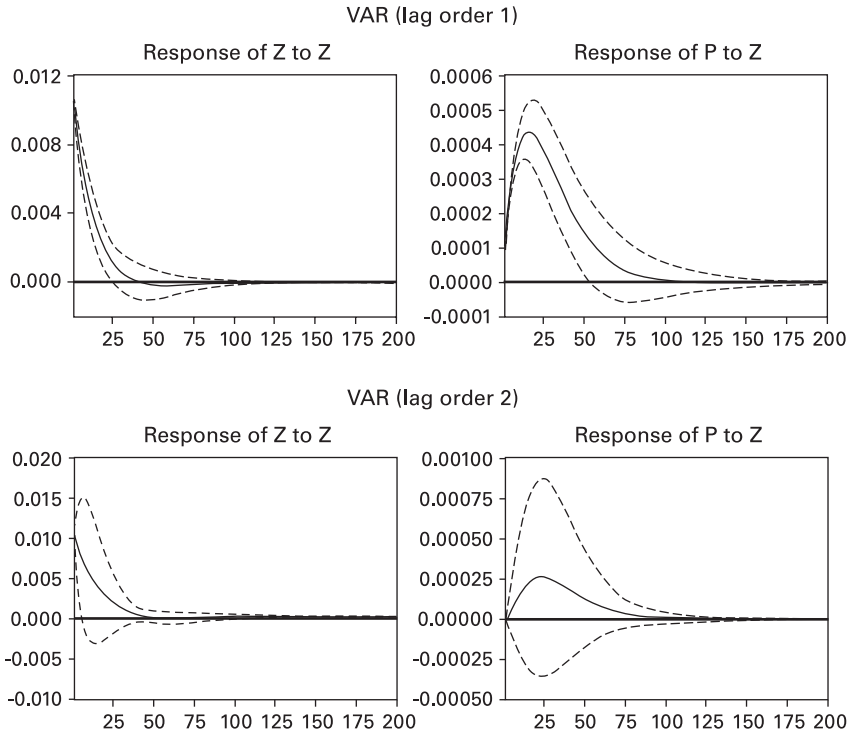 VAR (lag order 1)
Response of Z to Z
0.012
0.008
0.004
0.000
25 50 75 100 125 150 175 200
Response of P to Z
0.0006
0.0005
0.0004
0.0003
0.0002
0.0001
0.0000
-0.0001
25 50 75 100 125 150 175 200
VAR (lag order 2)
Response of Z to Z
0.020
0.015
0.010
0.005
0.000
-0.005
-0.010
25 50 75 100 125 150 175 200
Response of P to Z
0.00100
0.00075
0.00050
0.00025
0.00000
-0.00025
-0.00050
25 50 75 100 125 150 175 200